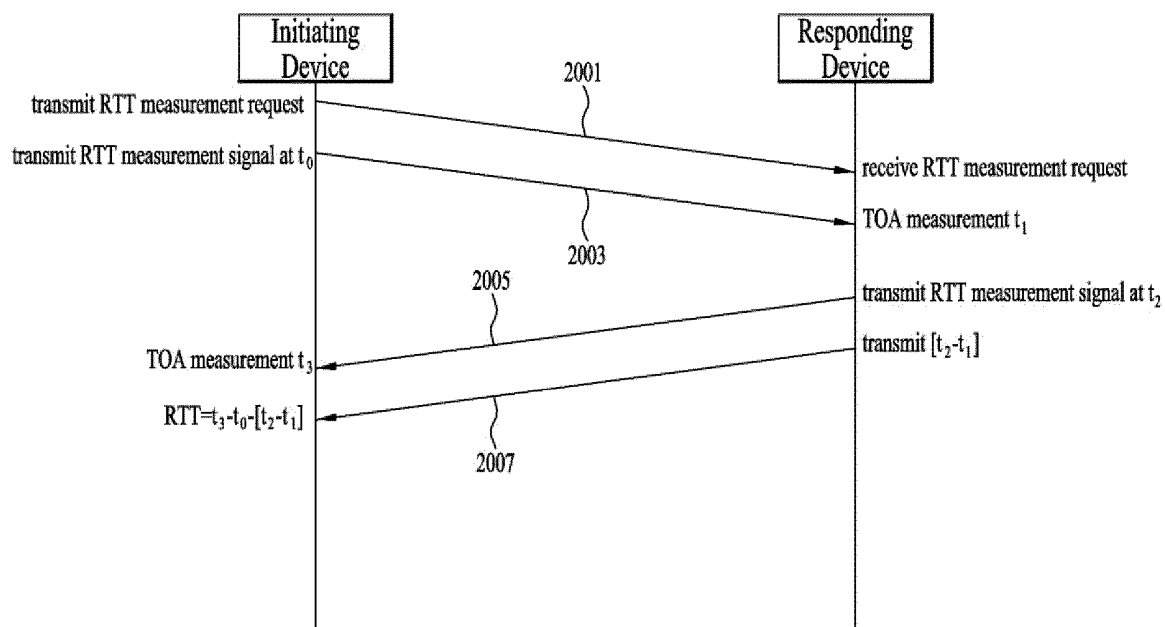 Initiating
Device
Responding
Device
2001
transmit RTT measurement request
transmit RTT measurement signal at t₀
receive RTT measurement request
TOA measurement t₁
2003
2005
transmit RTT measurement signal at t₂
transmit [t₂-t₁]
TOA measurement t₃
RTT=t₃-t₀-[t₂-t₁]
2007